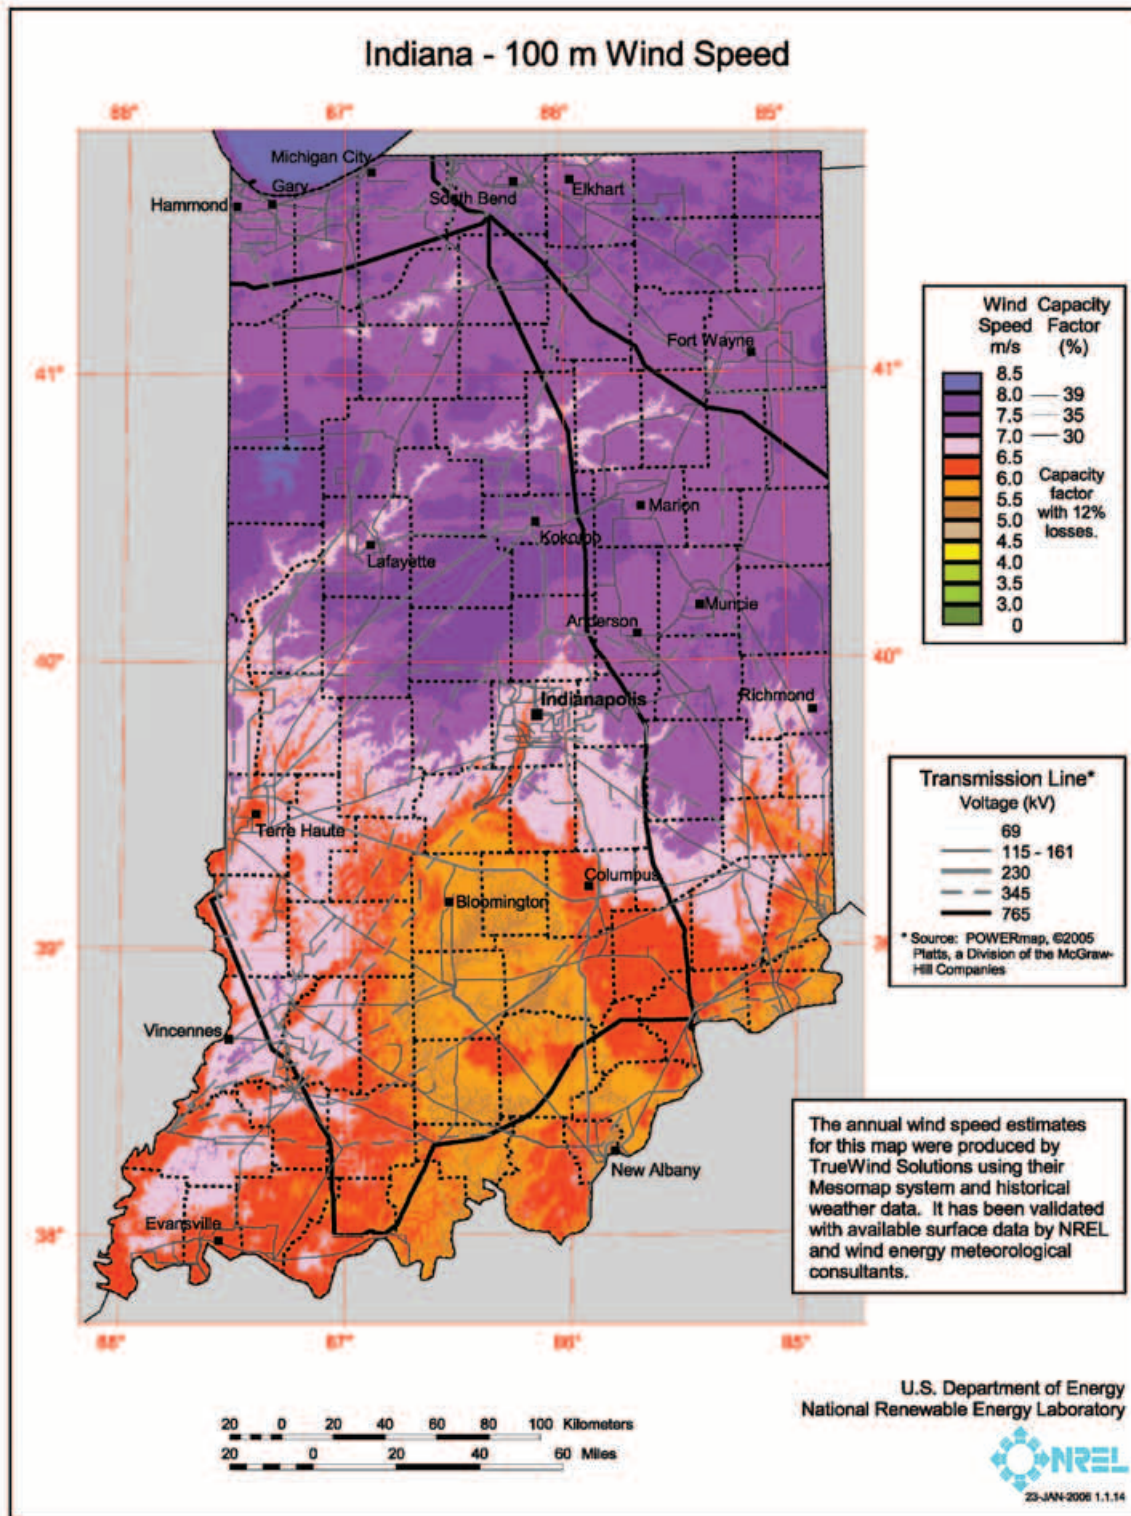 Indiana - 100 m Wind Speed
88° 87° 86° 85°
Michigan City
Gary
South Bend
Elkhart
Hammond
Fort Wayne
41° 41°
Marion
Kokomo
Lafayette
Muncie
Anderson
40° 40°
Richmond
Indianapolis
Terre Haute
Columbus
Bloomington
39°
Vincennes
New Albany
Evansville
38°
88° 87° 86° 85°
Wind Capacity
Speed Factor
m/s (%)
8.5
8.0 39
7.5 35
7.0 30
6.5
6.0
5.5
5.0
4.5
4.0
3.5
3.0
0
Capacity
factor
with 12%
losses.
Transmission Line*
Voltage (kV)
69
115 - 161
230
345
765
* Source: POWERmap, ©2005
Platts, a Division of the McGraw-
Hill Companies
The annual wind speed estimates
for this map were produced by
TrueWind Solutions using their
Mesomap system and historical
weather data. It has been validated
with available surface data by NREL
and wind energy meteorological
consultants.
U.S. Department of Energy
National Renewable Energy Laboratory
20 0 20 40 60 80 100 Kilometers
20 0 20 40 60 Miles
NREL
23-JAN-2006 1.1.14